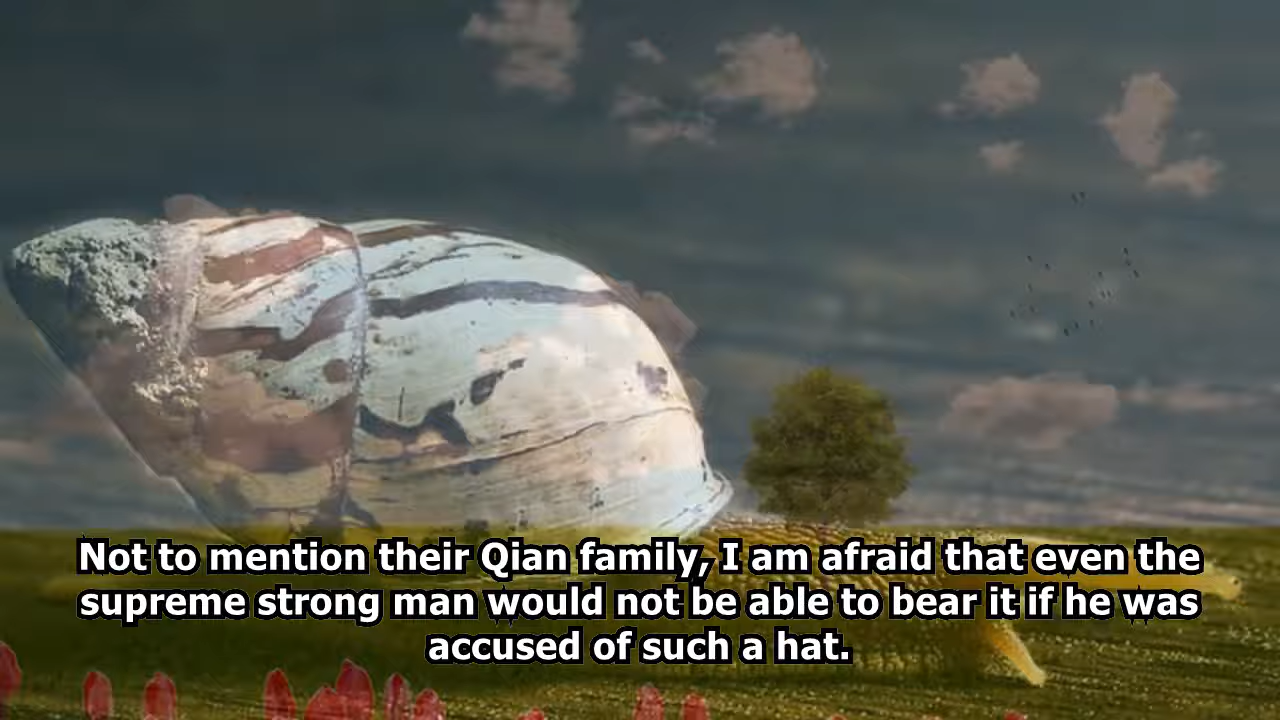 Not to mention their Qian family, I am afraid that even the
supreme strong man would not be able to bear it if he was
accused of such a hat.